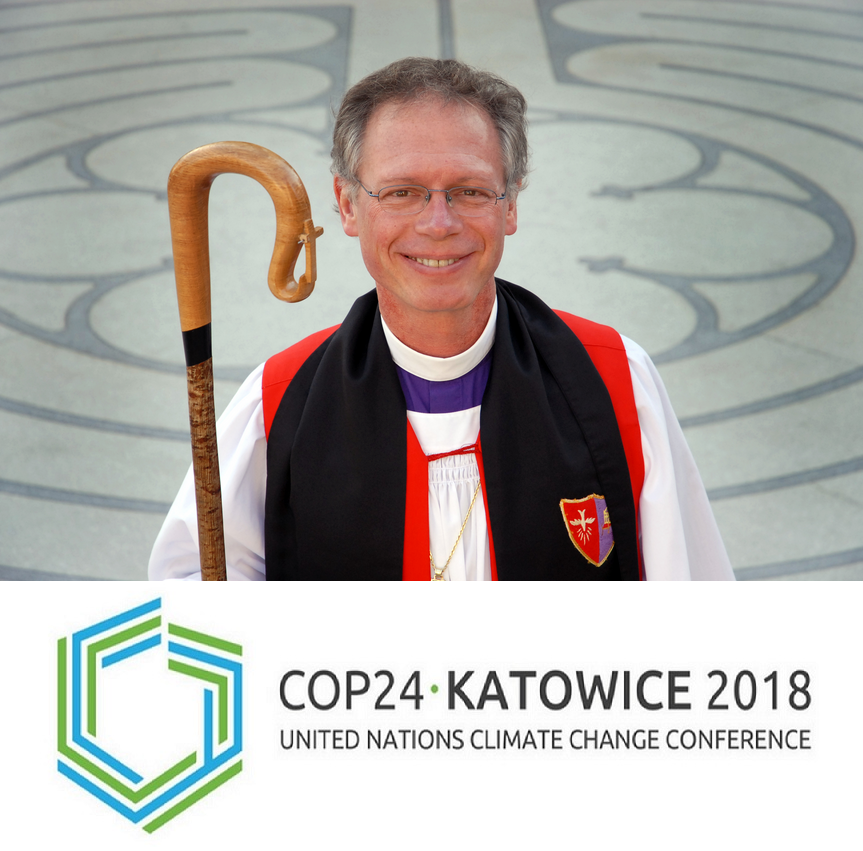 COP24·KATOWICE 2018
UNITED NATIONS CLIMATE CHANGE CONFERENCE